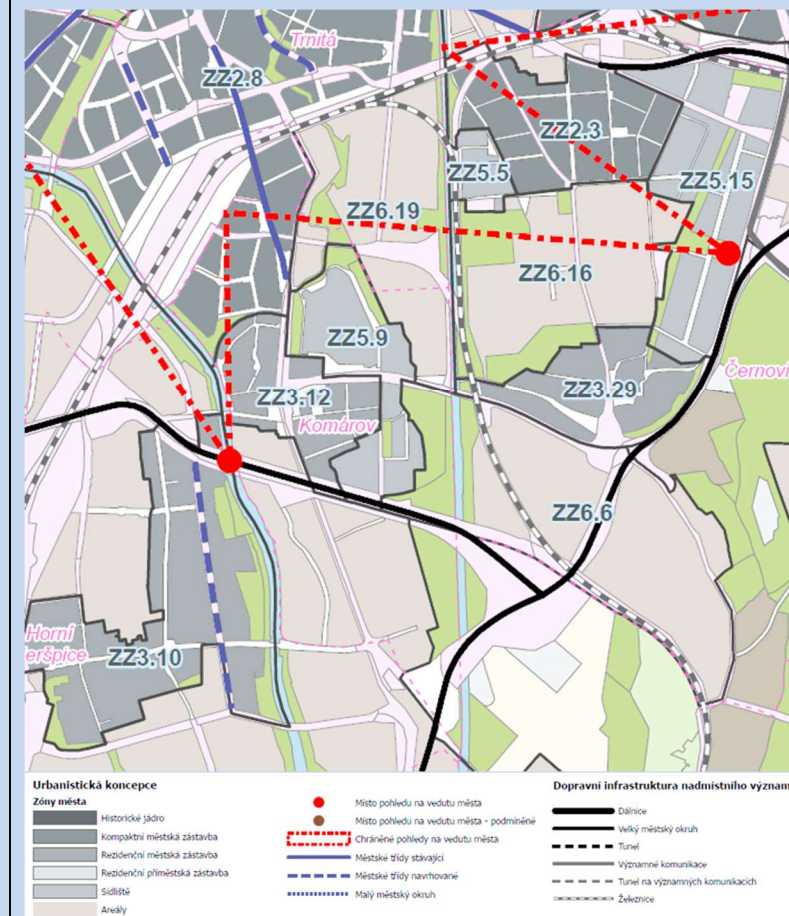 Trnitá
ZZ2.8
ZZ2.3
ZZ5.5
ZZ5.15
ZZ6.19
ZZ6.16
ZZ5.9
Černovi
ZZ3.29
ZZ3.12
Komárov
ZZ6.6
Horní
eršpice
ZZ3.10
Urbanistická koncepce
Zóny města
Historické jádro
Kompaktní městská zástavba
Rezidenční městská zástavba
Rezidenční příměstská zástavba
Sídliště
Areály
Místo pohledu na vedutu města
Místo pohledu na vedutu města - podmíněné
Chráněné pohledy na vedutu města
Městské třídy stávající
Městské třídy navrhované
Malý městský okruh
Dopravní infrastruktura nadmístního význam
Dálnice
Velký městský okruh
Tunel
Významné komunikace
Tunel na významných komunikacích
Železnice